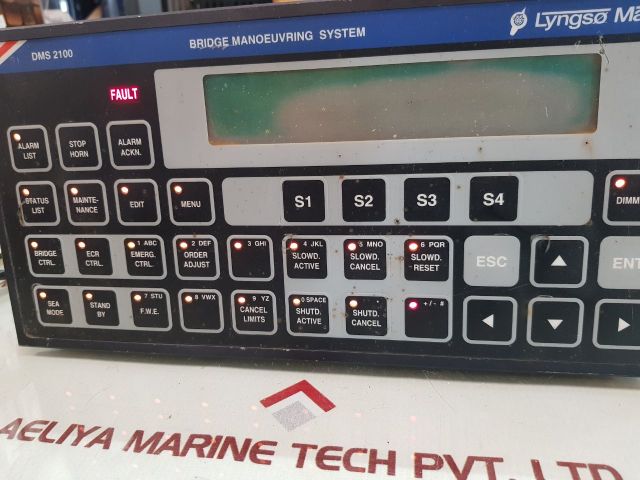 DMS 2100
BRIDGE MANOEUVRING SYSTEM
Lyngsø Ma
FAULT
ALARM LIST
STOP HORN
ALARM ACKN.
STATUS LIST
MAINTE-
NANCE
EDIT
MENU
S1
S2
S3
S4
DIMM
BRIDGE CTRL.
ECR CTRL.
1 ABC
EMERG. CTRL.
2 DEF
ORDER ADJUST
3 GHI
4 JKL
SLOWD. ACTIVE
5 MNO
SLOWD. CANCEL
6 PQR
SLOWD. RESET
ESC
ENT
SEA MODE
STAND BY
7 STU
F.W.E.
8 VWX
9 YZ
CANCEL LIMITS
0 SPACE
SHUTD. ACTIVE
SHUTD. CANCEL
+/- #
AELIYA MARINE TECH PVT. LTD